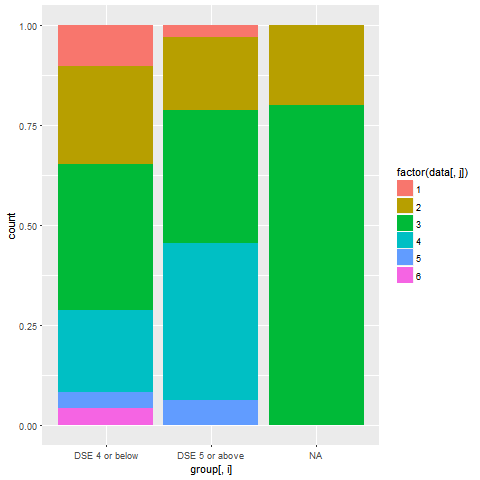 1.00
0.75
0.50
0.25
0.00
count
DSE 4 or below
DSE 5 or above
NA
group[, i]
factor(data[, j])
1
2
3
4
5
6